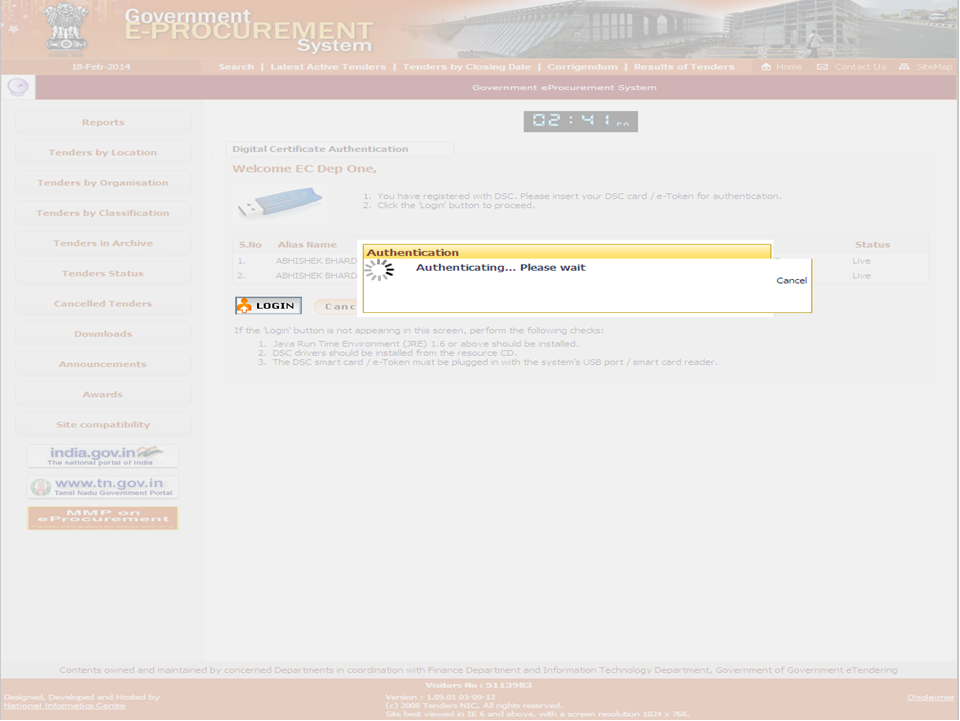 Government
E-PROCUREMENT
System
18-Feb-2014
Search | Latest Active Tenders | Tenders by Closing Date | Corrigendum | Results of Tenders
Home Contact Us SiteMap
Government eProcurement System
02:41 PM
Reports
Tenders by Location
Tenders by Organisation
Tenders by Classification
Tenders in Archive
Tenders Status
Cancelled Tenders
Downloads
Announcements
Awards
Site compatibility
india.gov.in
The national portal of India
www.tn.gov.in
Tamil Nadu Government Portal
MMP on
eProcurement
Digital Certificate Authentication
Welcome EC Dep One,
1. You have registered with DSC. Please insert your DSC card / e-Token for authentication.
2. Click the 'Login' button to proceed.
S.No Alias Name Status
1. ABHISHEK BHARD Live
2. ABHISHEK BHARD Live
Authentication
Authenticating... Please wait
Cancel
LOGIN Canc
If the 'Login' button is not appearing in this screen, perform the following checks:
1. Java Run Time Environment (JRE) 1.6 or above should be installed.
2. DSC drivers should be installed from the resource CD.
3. The DSC smart card / e-Token must be plugged in with the system's USB port / smart card reader.
Contents owned and maintained by concerned Departments in coordination with Finance Department and Information Technology Department, Government of Government eTendering
Visitors No : 5113983
Designed, Developed and Hosted by
National Informatics Centre
Version : 1.09.01 03-09-13
(c) 2008 Tenders NIC, All rights reserved.
Site best viewed in IE 6 and above, with a screen resolution 1024 x 768.
Disclaimer